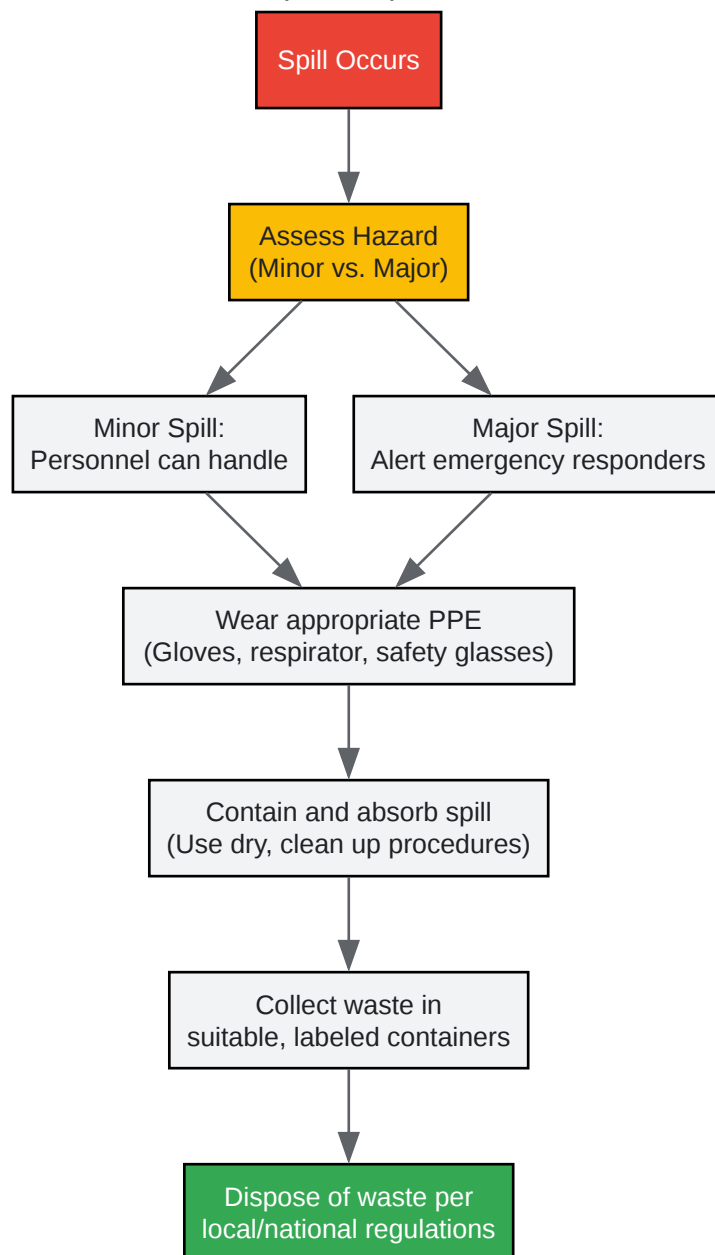 Spill Occurs
Assess Hazard
(Minor vs. Major)
Minor Spill:
Personnel can handle
Major Spill:
Alert emergency responders
Wear appropriate PPE
(Gloves, respirator, safety glasses)
Contain and absorb spill
(Use dry, clean up procedures)
Collect waste in
suitable, labeled containers
Dispose of waste per
local/national regulations